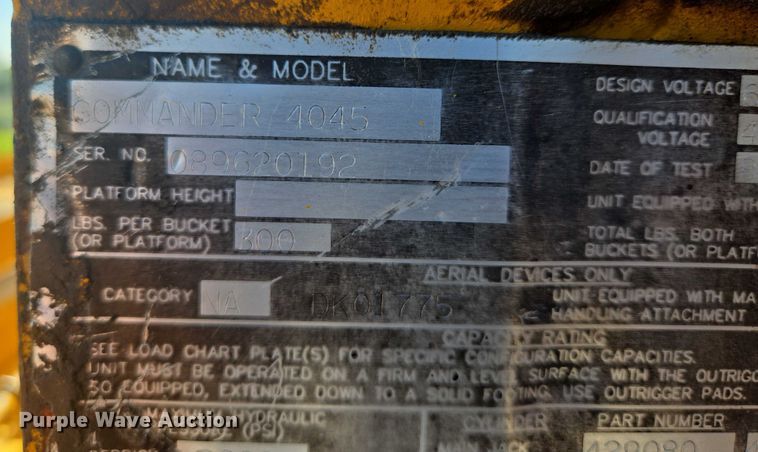 NAME & MODEL
COMMANDER 4045
DESIGN VOLTAGE
QUALIFICATION VOLTAGE
SER. NO. 089620192
DATE OF TEST
PLATFORM HEIGHT
UNIT EQUIPPED WITH
LBS. PER BUCKET (OR PLATFORM) 300
TOTAL LBS. BOTH BUCKETS (OR PLATF
AERIAL DEVICES ONLY
CATEGORY NA DK01775
UNIT EQUIPPED WITH MA
HANDLING ATTACHMENT
CAPACITY RATING
SEE LOAD CHART PLATE(S) FOR SPECIFIC CONFIGURATION CAPACITIES.
UNIT MUST BE OPERATED ON A FIRM AND LEVEL SURFACE WITH THE OUTRIG
SO EQUIPPED, EXTENDED DOWN TO A SOLID FOOTING. USE OUTRIGGER PADS.
Purple Wave Auction
HYDRAULIC
(PSI)
CYLINDER
PART NUMBER
MAIN JACK